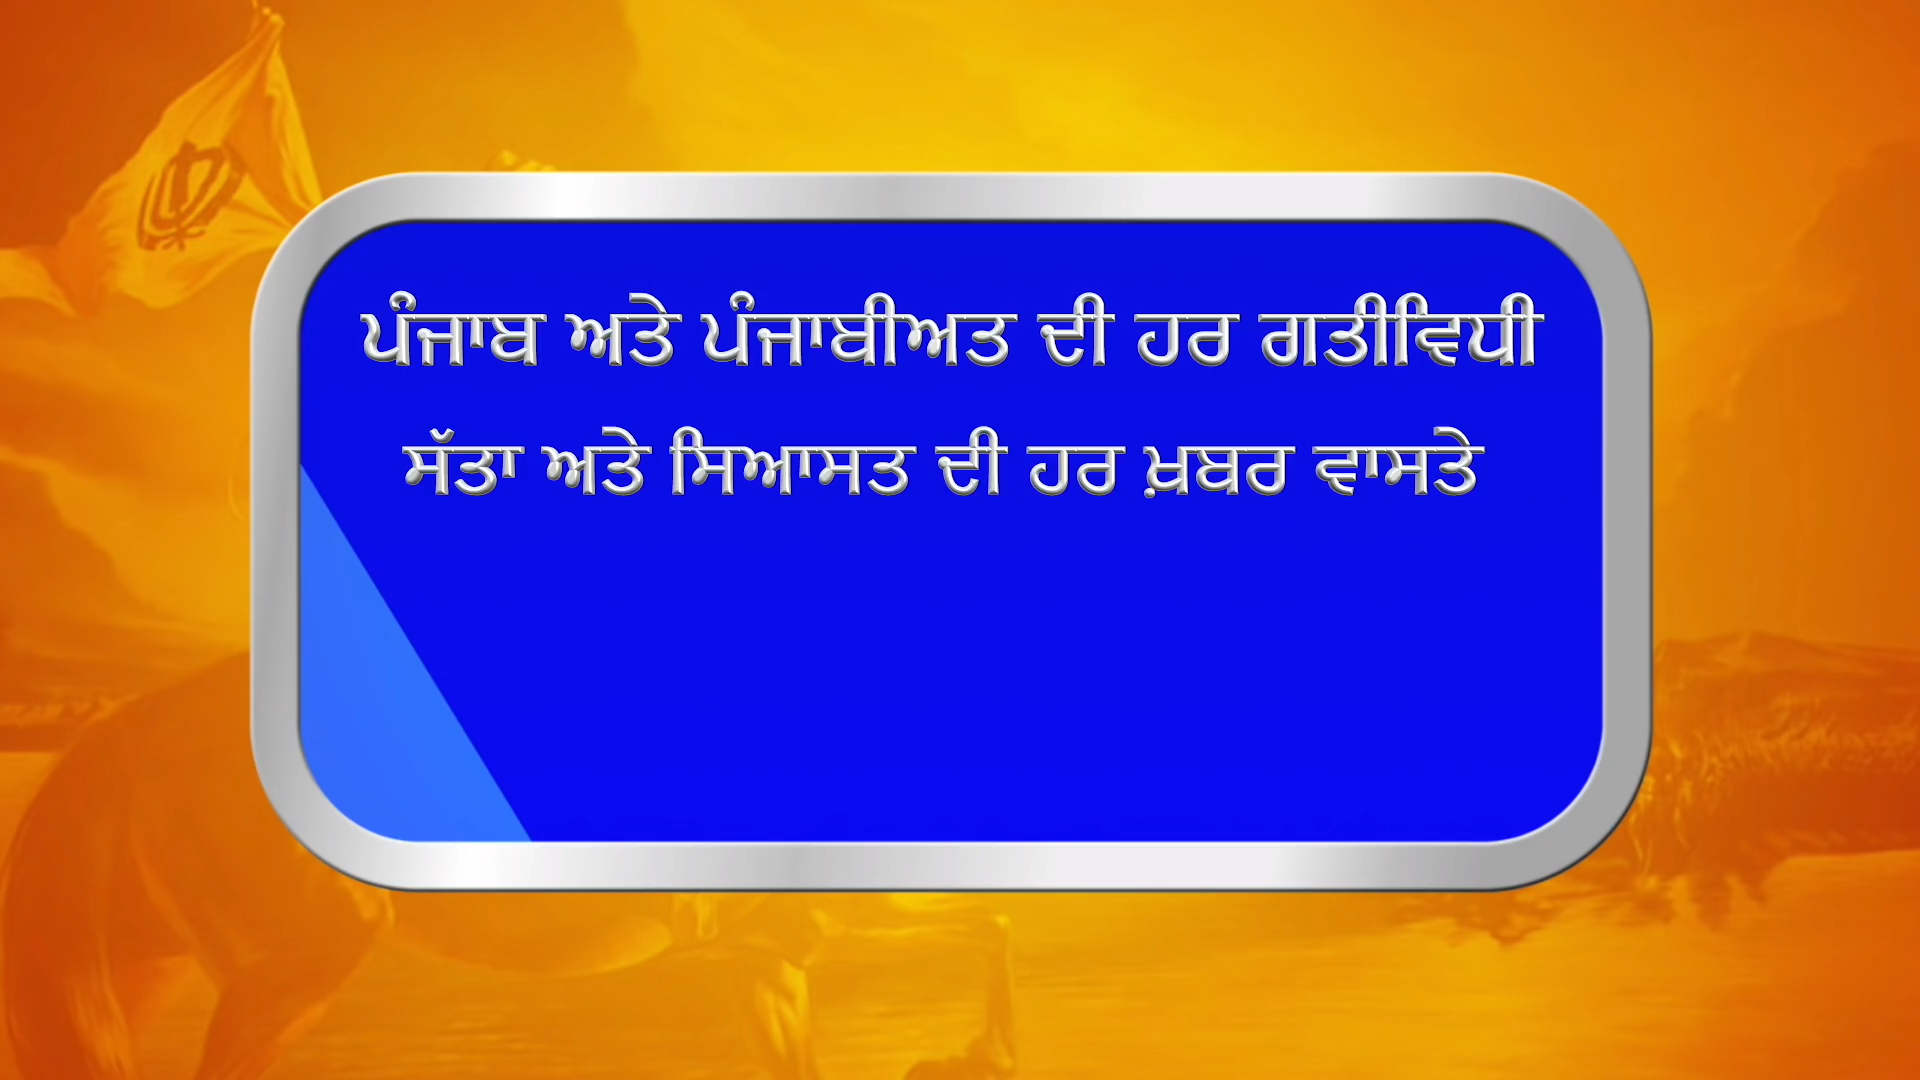 ਪੰਜਾਬ ਅਤੇ ਪੰਜਾਬੀਅਤ ਦੀ ਹਰ ਗਤੀਵਿਧੀ
ਸੱਤਾ ਅਤੇ ਸਿਆਸਤ ਦੀ ਹਰ ਖ਼ਬਰ ਵਾਸਤੇ